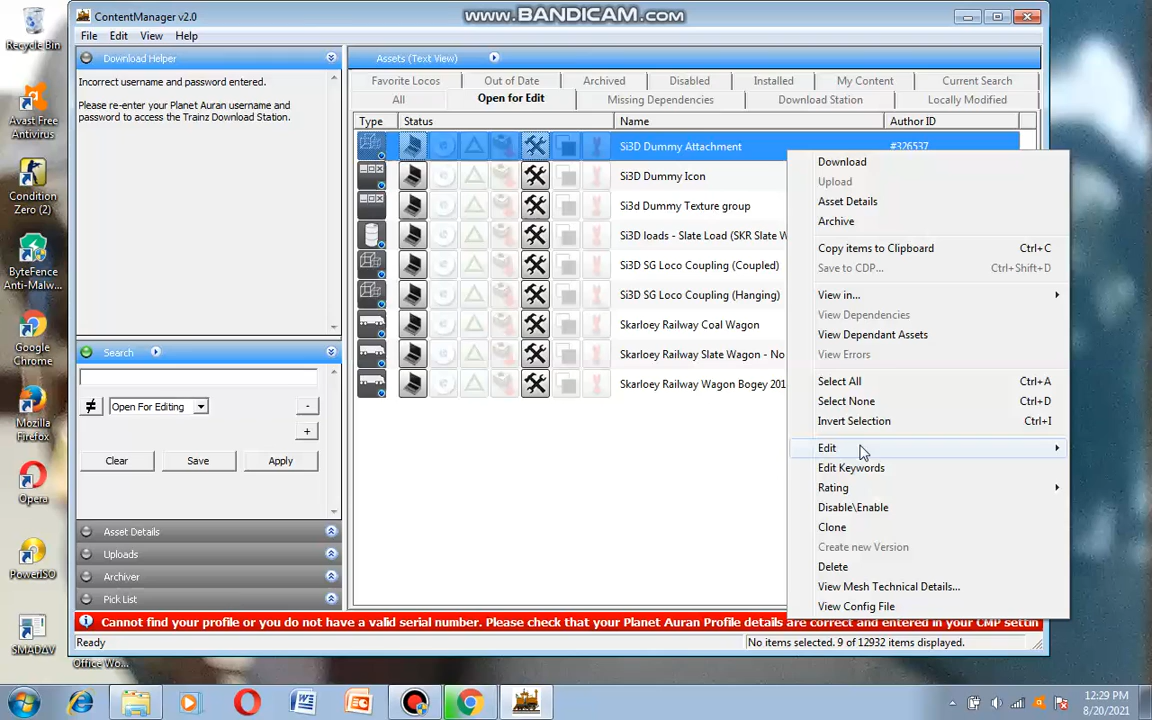 www.BANDICAM.com
ContentManager v2.0
File Edit View Help
Download Helper
Incorrect username and password entered.
Please re-enter your Planet Auran username and
password to access the Trainz Download Station.
Search
Open For Editing
-
+
Clear Save Apply
Asset Details
Uploads
Archiver
Pick List
Assets (Text View)
Favorite Locos Out of Date Archived Disabled Installed My Content Current Search
All Open for Edit Missing Dependencies Download Station Locally Modified
Type Status Name Author ID
Si3D Dummy Attachment #326537
Si3D Dummy Icon
Si3d Dummy Texture group
Si3D loads - Slate Load (SKR Slate W
Si3D SG Loco Coupling (Coupled)
Si3D SG Loco Coupling (Hanging)
Skarloey Railway Coal Wagon
Skarloey Railway Slate Wagon - No
Skarloey Railway Wagon Bogey 201
Download
Upload
Asset Details
Archive
Copy items to Clipboard Ctrl+C
Save to CDP... Ctrl+Shift+D
View in...
View Dependencies
View Dependant Assets
View Errors
Select All Ctrl+A
Select None Ctrl+D
Invert Selection Ctrl+I
Edit
Edit Keywords
Rating
Disable\Enable
Clone
Create new Version
Delete
View Mesh Technical Details...
View Config File
Cannot find your profile or you do not have a valid serial number. Please check that your Planet Auran Profile details are correct and entered in your CMP settin
Ready No items selected. 9 of 12932 items displayed.
Recycle Bin
Avast Free
Antivirus
Condition
Zero (2)
ByteFence
Anti-Malw...
Google
Chrome
Mozilla
Firefox
Opera
PowerISO
SMADAV
Office Wo...
12:29 PM
8/20/2021